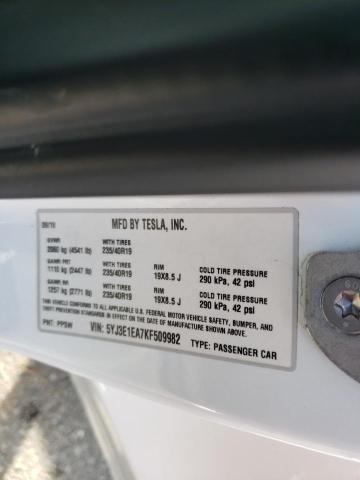 09/19 MFD BY TESLA, INC.
GVWR WITH TIRES
2060 kg (4541 lb) 235/40R19
GAWR FRT WITH TIRES RIM COLD TIRE PRESSURE
1110 kg (2447 lb) 235/40R19 19X8.5 J 290 kPa, 42 psi
GAWR RR WITH TIRES RIM COLD TIRE PRESSURE
1257 kg (2771 lb) 235/40R19 19X8.5 J 290 kPa, 42 psi
THIS VEHICLE CONFORMS TO ALL APPLICABLE U.S. FEDERAL MOTOR VEHICLE SAFETY, BUMPER, AND
THEFT PREVENTION STANDARDS IN EFFECT ON THE DATE OF MANUFACTURE SHOWN ABOVE.
PNT: PPSW VIN: 5YJ3E1EA7KF509982 TYPE: PASSENGER CAR